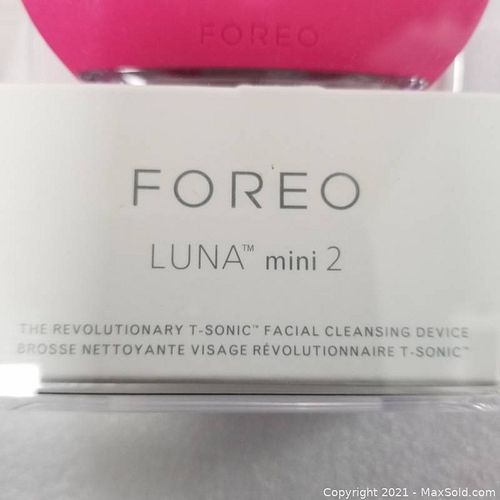 FOREO
FOREO
LUNA™ mini 2
THE REVOLUTIONARY T-SONIC™ FACIAL CLEANSING DEVICE
BROSSE NETTOYANTE VISAGE RÉVOLUTIONNAIRE T-SONIC™
Copyright 2021 - MaxSold.com